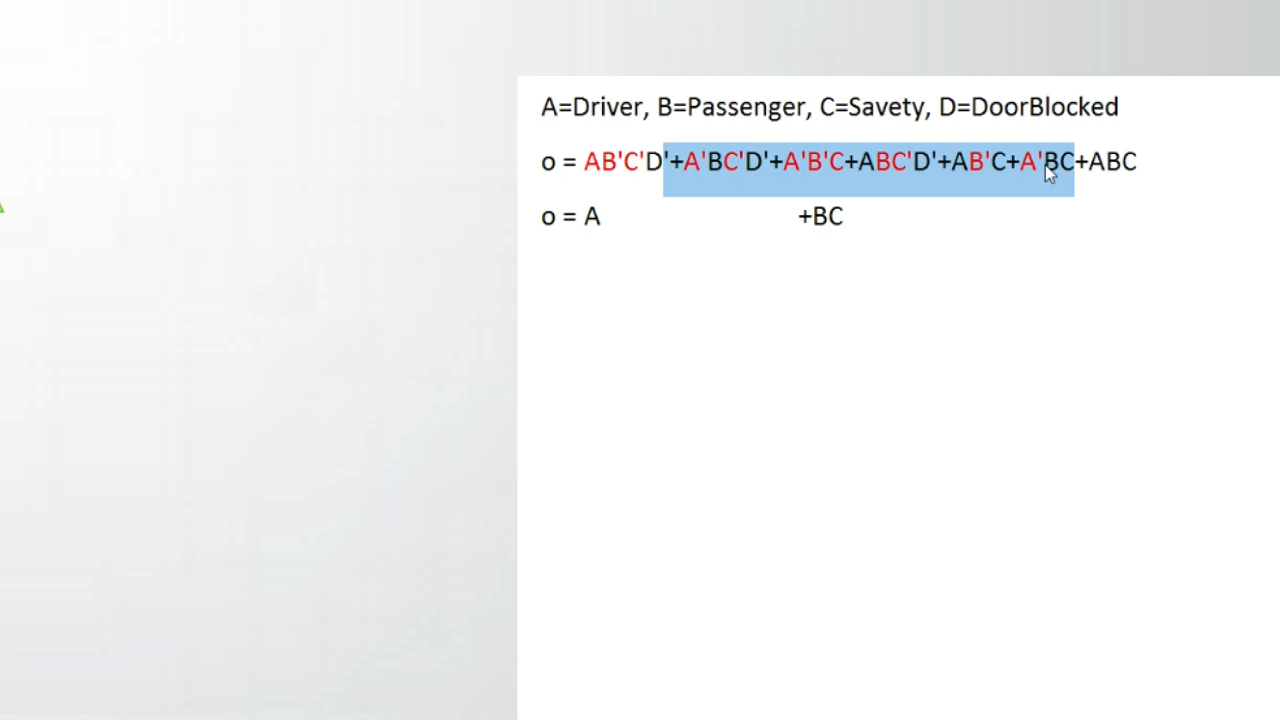 A=Driver, B=Passenger, C=Savety, D=DoorBlocked
o = AB'C'D'+A'BC'D'+A'B'C+ABC'D'+AB'C+A'BC+ABC
o = A +BC